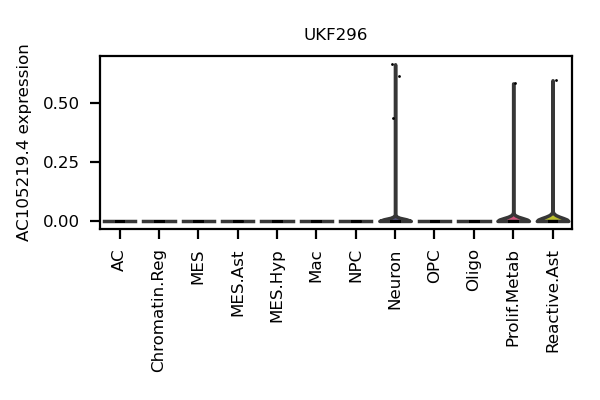 UKF296
AC105219.4 expression
0.50
0.25
0.00
AC
Chromatin.Reg
MES
MES.Ast
MES.Hyp
Mac
NPC
Neuron
OPC
Oligo
Prolif.Metab
Reactive.Ast